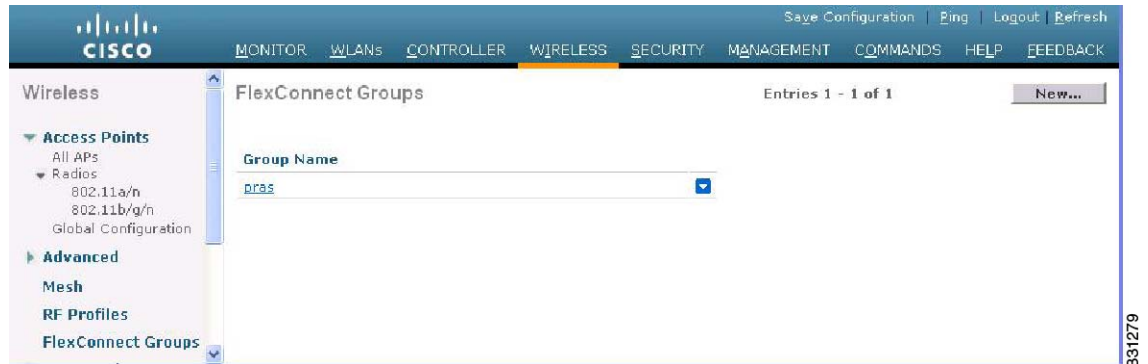 Save Configuration | Ping | Logout | Refresh
CISCO
MONITOR WLANs CONTROLLER WIRELESS SECURITY MANAGEMENT COMMANDS HELP FEEDBACK
Wireless
Access Points
All APs
Radios
802.11a/n
802.11b/g/n
Global Configuration
Advanced
Mesh
RF Profiles
FlexConnect Groups
FlexConnect Groups
Entries 1 - 1 of 1
New...
Group Name
pras
331279